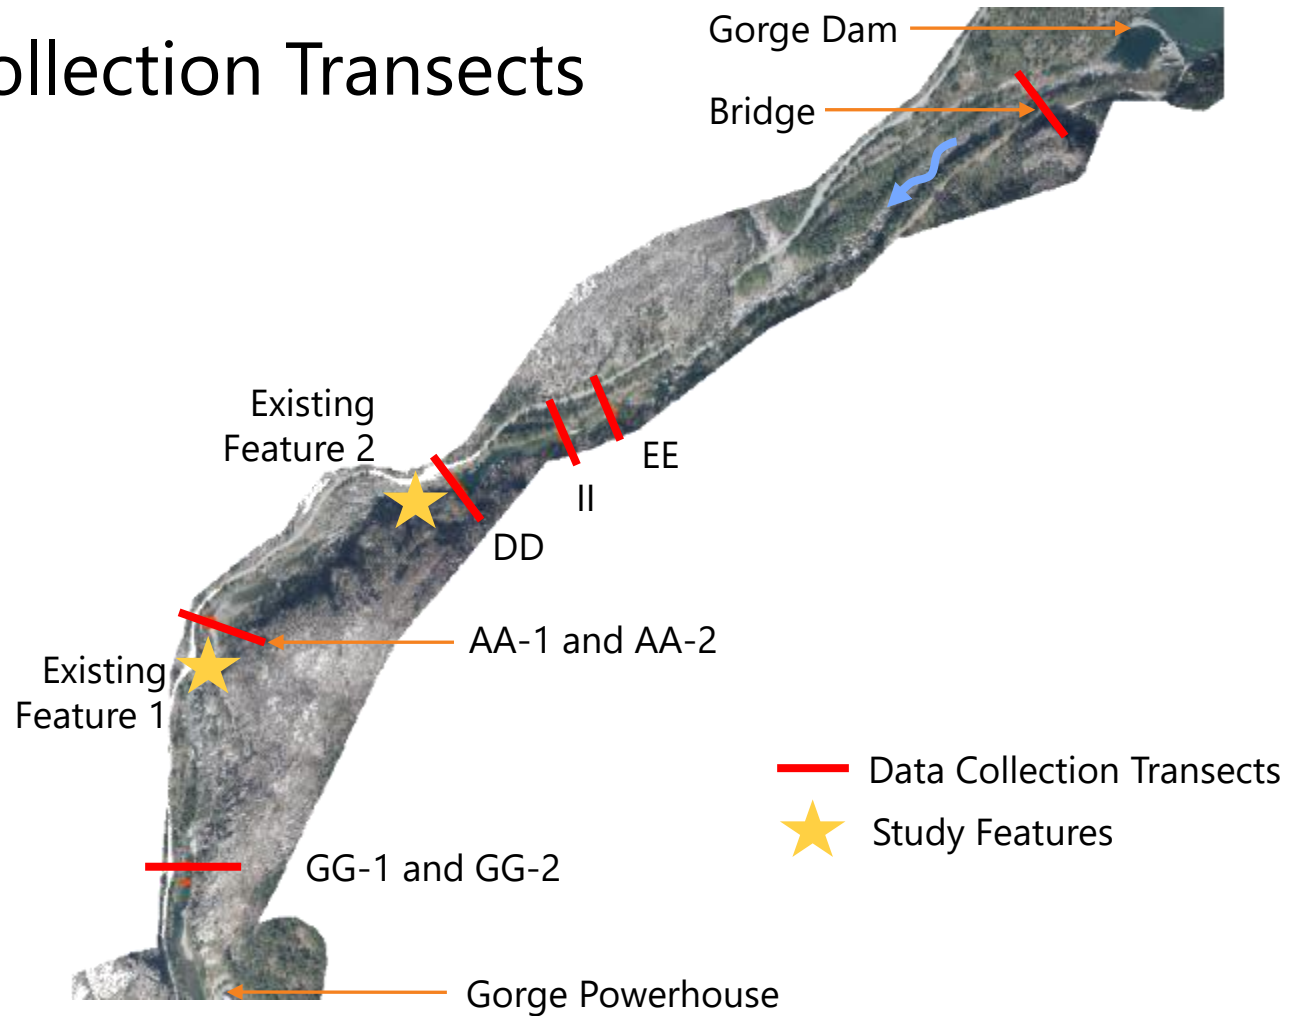 ollection Transects
Gorge Dam
Bridge
Existing
Feature 2
EE
II
DD
AA-1 and AA-2
Existing
Feature 1
Data Collection Transects
Study Features
GG-1 and GG-2
Gorge Powerhouse